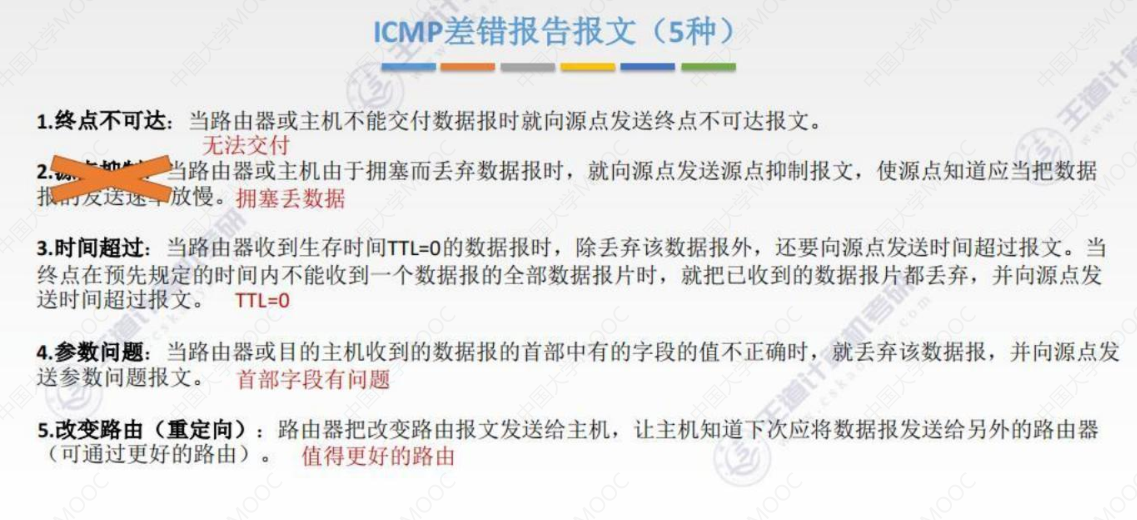 ICMP差错报告报文（5种）
1.终点不可达：当路由器或主机不能交付数据报时就向源点发送终点不可达报文。
无法交付
2.源点抑制：当路由器或主机由于拥塞而丢弃数据报时，就向源点发送源点抑制报文，使源点知道应当把数据
报的发送速率放慢。拥塞丢数据
3.时间超过：当路由器收到生存时间TTL=0的数据报时，除丢弃该数据报外，还要向源点发送时间超过报文。当
终点在预先规定的时间内不能收到一个数据报的全部数据报片时，就把已收到的数据报片都丢弃，并向源点发
送时间超过报文。 TTL=0
4.参数问题：当路由器或目的主机收到的数据报的首部中有的字段的值不正确时，就丢弃该数据报，并向源点发
送参数问题报文。 首部字段有问题
5.改变路由（重定向）：路由器把改变路由报文发送给主机，让主机知道下次应将数据报发送给另外的路由器
（可通过更好的路由）。 值得更好的路由